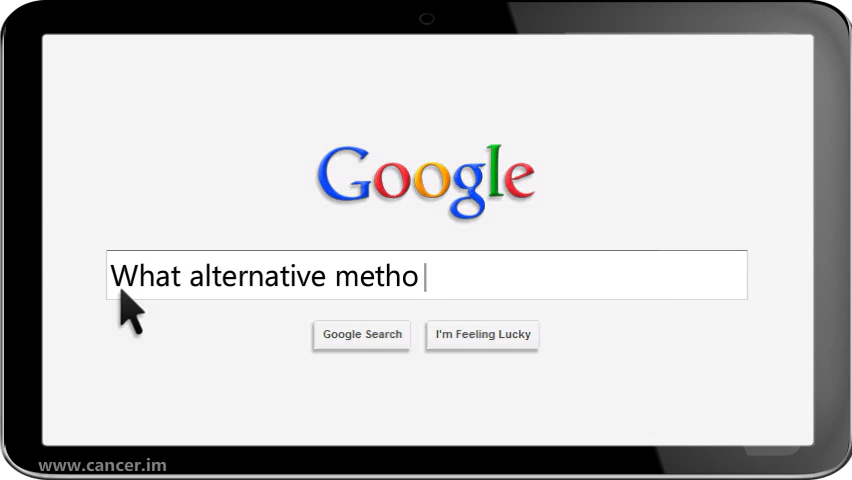 Google
What alternative metho
Google Search
I'm Feeling Lucky
www.cancer.im